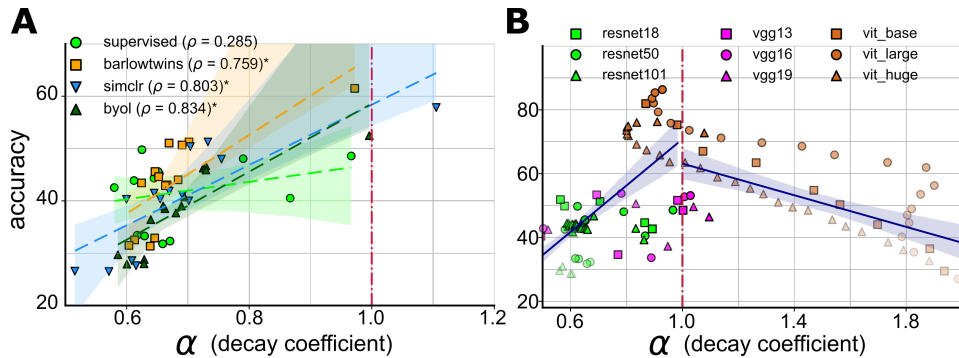 A
supervised (ρ = 0.285)
barlowtwins (ρ = 0.759)*
simclr (ρ = 0.803)*
byol (ρ = 0.834)*
accuracy
60
40
20
0.6 0.8 1.0 1.2
α (decay coefficient)
B
resnet18 vgg13 vit_base
resnet50 vgg16 vit_large
resnet101 vgg19 vit_huge
80
60
40
20
0.6 1.0 1.4 1.8
α (decay coefficient)